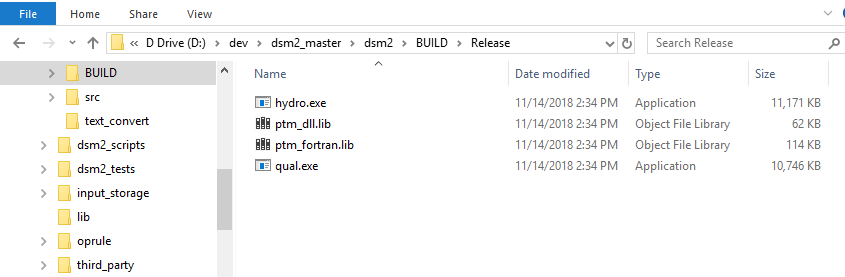 File Home Share View
« D Drive (D:) › dev › dsm2_master › dsm2 › BUILD › Release
Search Release
BUILD
src
text_convert
dsm2_scripts
dsm2_tests
input_storage
lib
oprule
third_party
Name Date modified Type Size
hydro.exe 11/14/2018 2:34 PM Application 11,171 KB
ptm_dll.lib 11/14/2018 2:34 PM Object File Library 62 KB
ptm_fortran.lib 11/14/2018 2:34 PM Object File Library 114 KB
qual.exe 11/14/2018 2:34 PM Application 10,746 KB